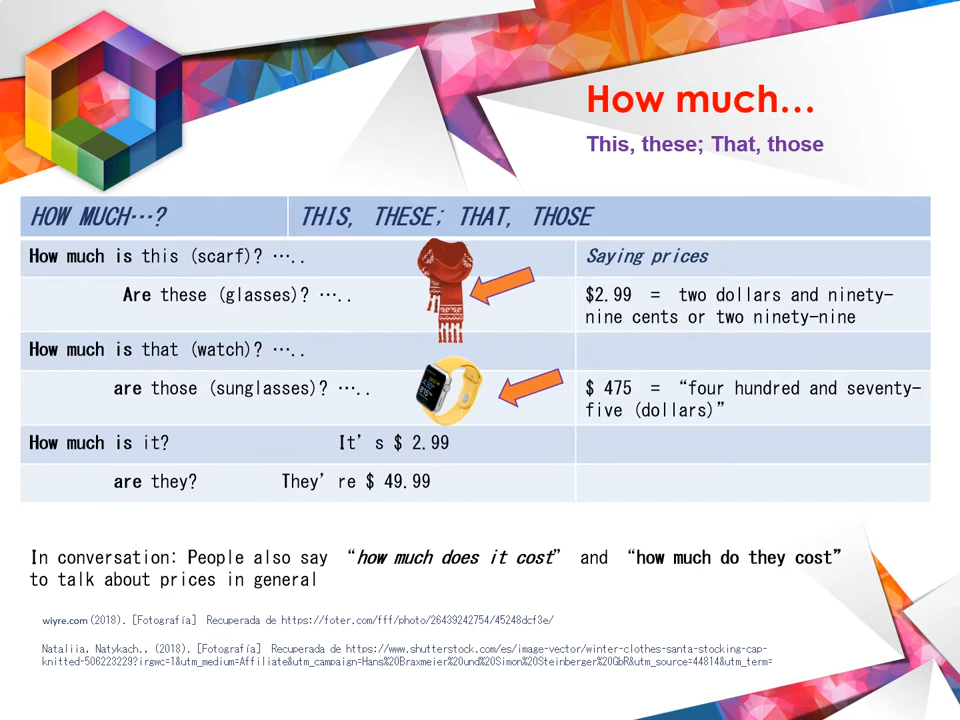 How much...
This, these; That, those
HOW MUCH…? THIS, THESE; THAT, THOSE
How much is this (scarf)? ….. Saying prices
Are these (glasses)? ….. $2.99 = two dollars and ninety-
nine cents or two ninety-nine
How much is that (watch)? …..
are those (sunglasses)? ….. $ 475 = “four hundred and seventy-
five (dollars)”
How much is it? It’s $ 2.99
are they? They’re $ 49.99
In conversation: People also say “how much does it cost” and “how much do they cost”
to talk about prices in general
wiyre.com (2018). [Fotografía] Recuperada de https://foter.com/fff/photo/26439242754/45248dcf3e/
Nataliia, Natykach., (2018). [Fotografía] Recuperada de https://www.shutterstock.com/es/image-vector/winter-clothes-santa-stocking-cap-
knitted-506223229?irgwc=1&utm_medium=Affiliate&utm_campaign=Hans%20Braxmeier%20und%20Simon%20Steinberger%20GbR&utm_source=44814&utm_term=